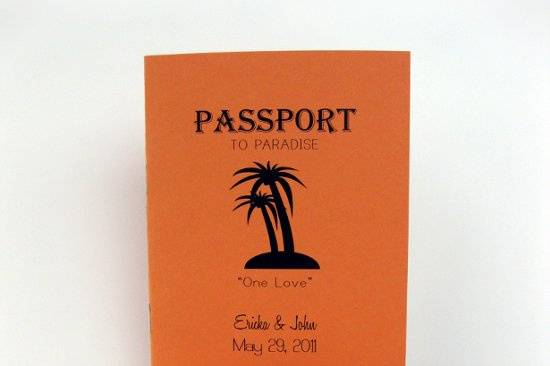 PASSPORT
TO PARADISE
"One Love"
Ericka & John
May 29, 2011